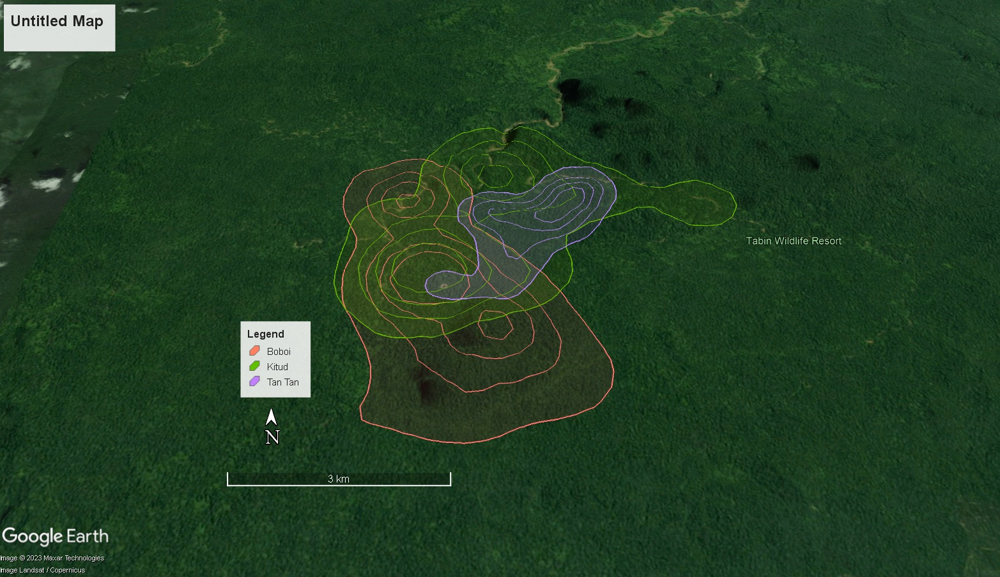 Untitled Map
Tabin Wildlife Resort
Legend
Boboi
Kitud
Tan Tan
N
3 km
Google Earth
Image © 2023 Maxar Technologies
Image Landsat / Copernicus